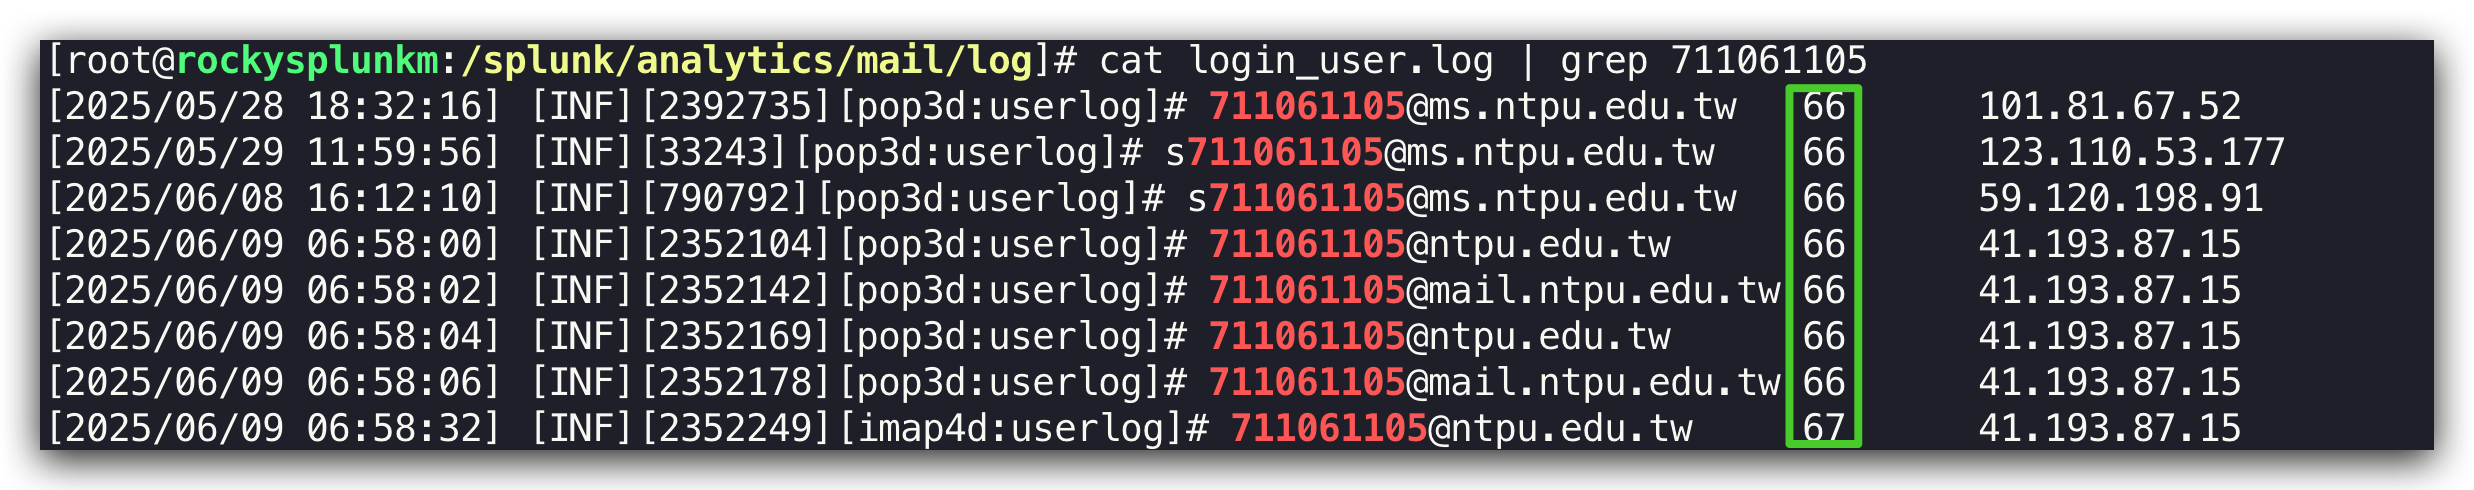 [root@rockysplunkm:/splunk/analytics/mail/log]# cat login_user.log | grep 711061105
[2025/05/28 18:32:16] [INF][2392735][pop3d:userlog]# 711061105@ms.ntpu.edu.tw 66 101.81.67.52
[2025/05/29 11:59:56] [INF][33243][pop3d:userlog]# s711061105@ms.ntpu.edu.tw 66 123.110.53.177
[2025/06/08 16:12:10] [INF][790792][pop3d:userlog]# s711061105@ms.ntpu.edu.tw 66 59.120.198.91
[2025/06/09 06:58:00] [INF][2352104][pop3d:userlog]# 711061105@ntpu.edu.tw 66 41.193.87.15
[2025/06/09 06:58:02] [INF][2352142][pop3d:userlog]# 711061105@mail.ntpu.edu.tw 66 41.193.87.15
[2025/06/09 06:58:04] [INF][2352169][pop3d:userlog]# 711061105@ntpu.edu.tw 66 41.193.87.15
[2025/06/09 06:58:06] [INF][2352178][pop3d:userlog]# 711061105@mail.ntpu.edu.tw 66 41.193.87.15
[2025/06/09 06:58:32] [INF][2352249][imap4d:userlog]# 711061105@ntpu.edu.tw 67 41.193.87.15